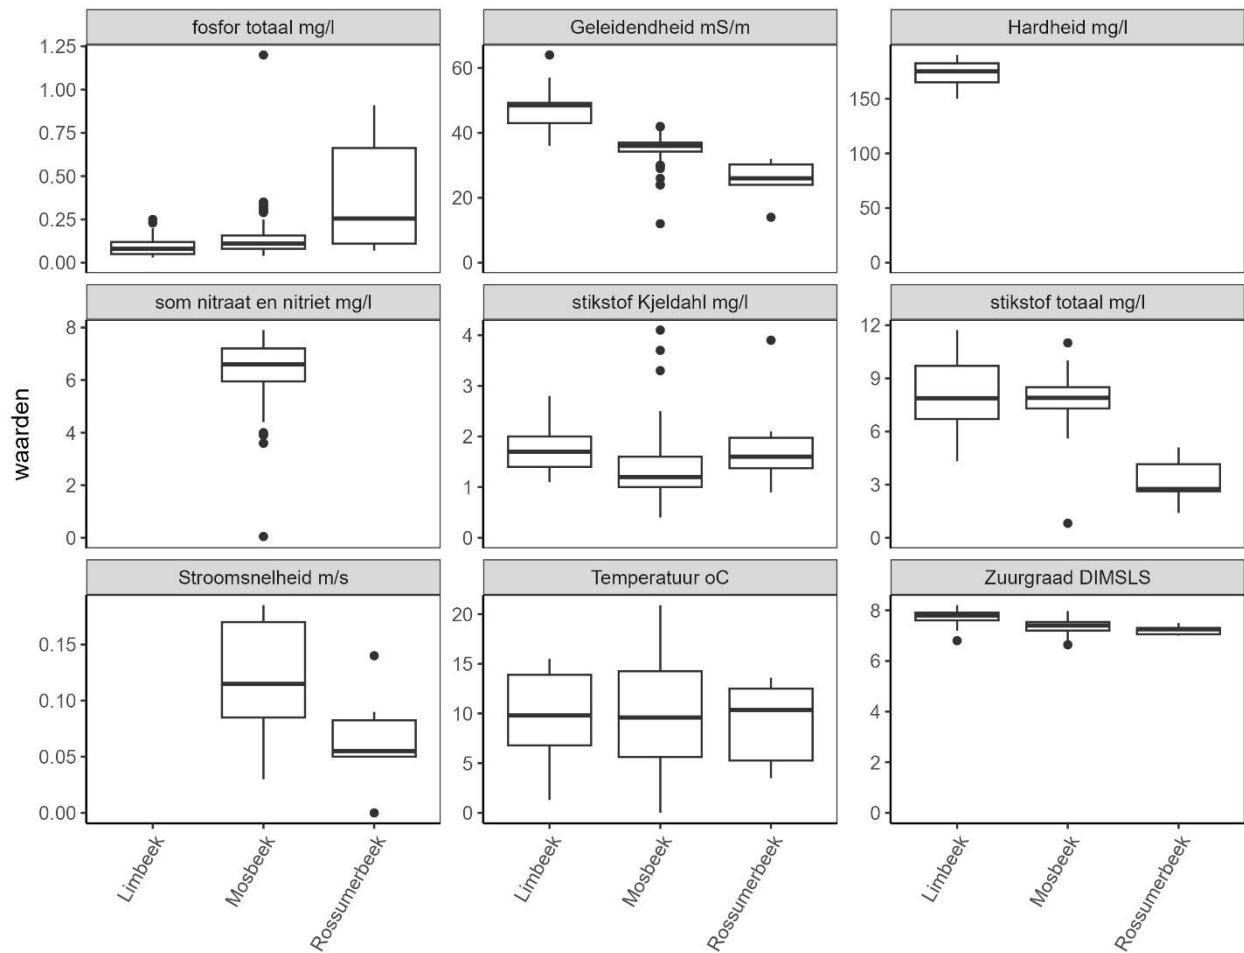 fosfor totaal mg/l
Geleidendheid mS/m
Hardheid mg/l
1.25
1.00
0.75
0.50
0.25
0.00
60
40
20
0
150
100
50
0
som nitraat en nitriet mg/l
stikstof Kjeldahl mg/l
stikstof totaal mg/l
8
6
4
2
0
4
3
2
1
0
12
9
6
3
0
waarden
Stroomsnelheid m/s
Temperatuur oC
Zuurgraad DIMSLS
0.15
0.10
0.05
0.00
20
15
10
5
0
8
6
4
2
0
Limbeek
Mosbeek
Rossumerbeek
Limbeek
Mosbeek
Rossumerbeek
Limbeek
Mosbeek
Rossumerbeek